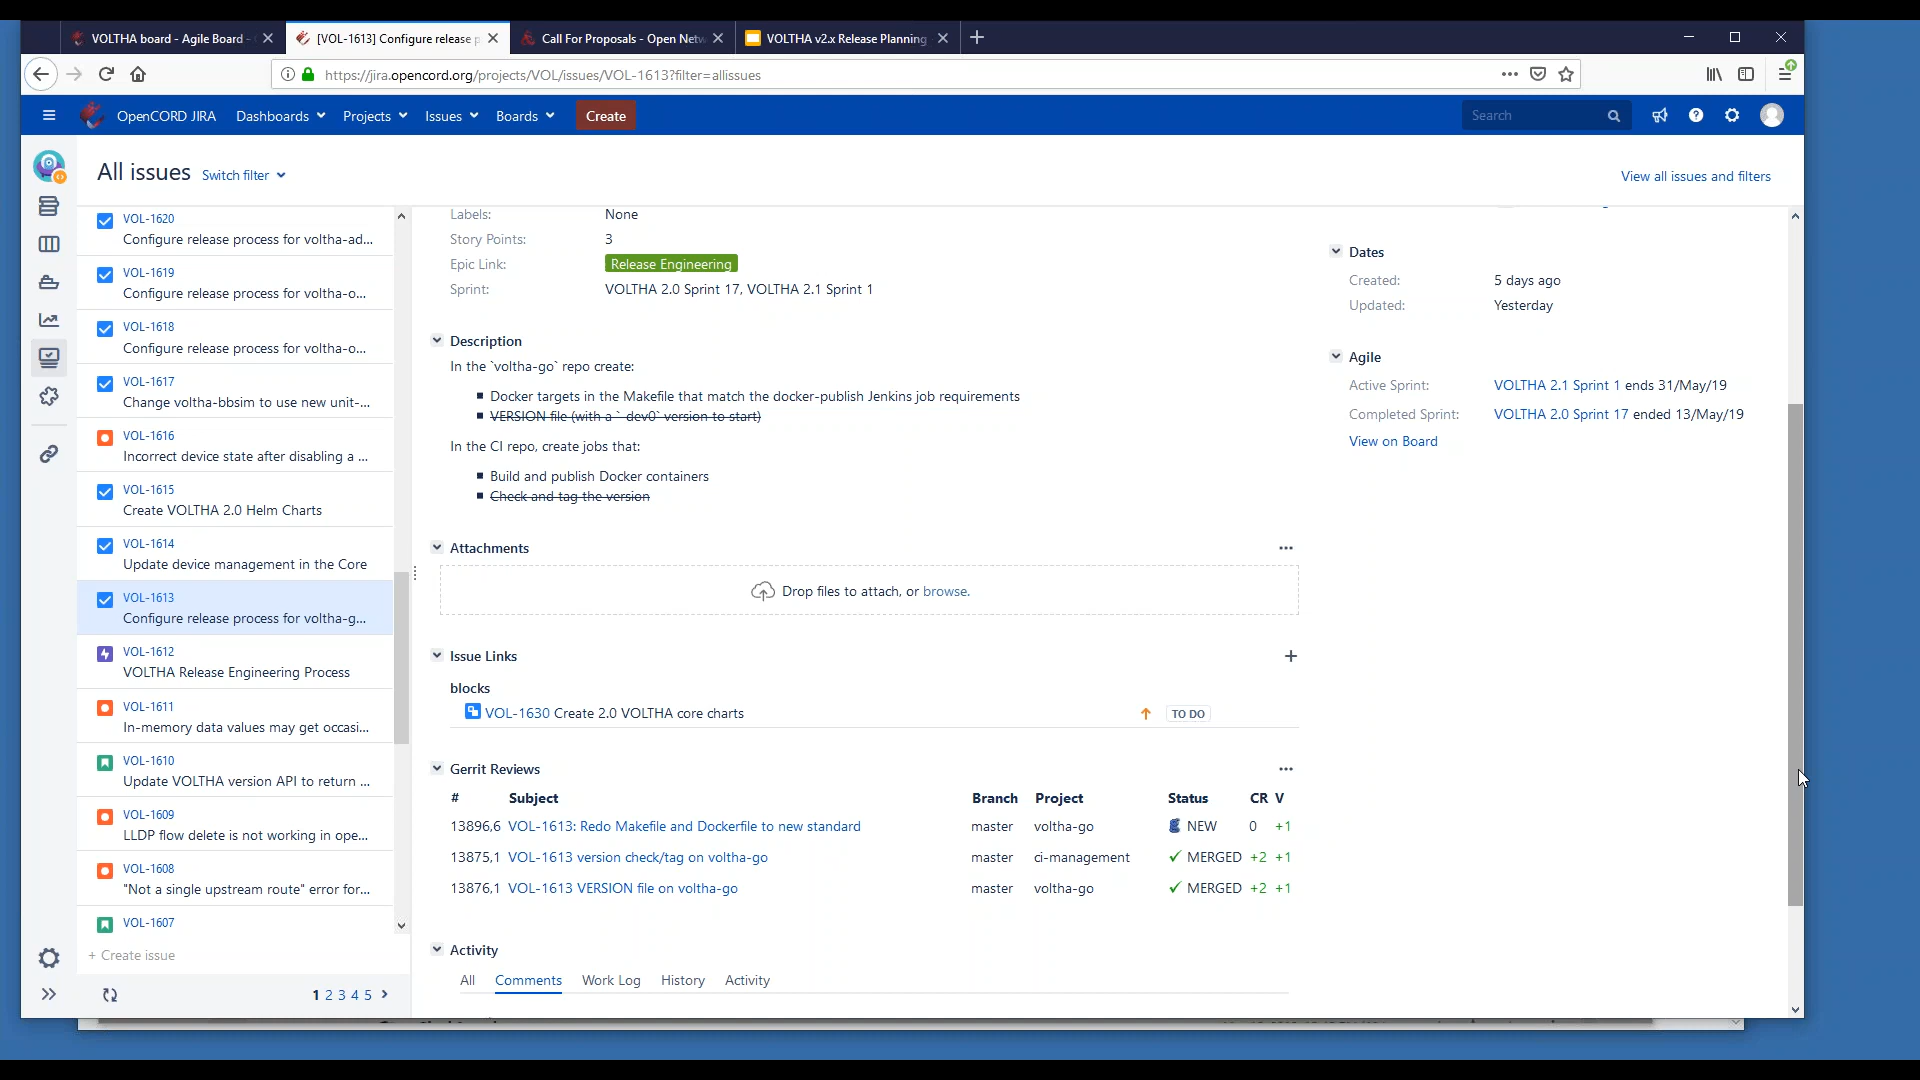 VOLTHA board - Agile Board -
[VOL-1613] Configure release p
Call For Proposals - Open Netw
VOLTHA v2.x Release Planning
https://jira.opencord.org/projects/VOL/issues/VOL-1613?filter=allissues
OpenCORD JIRA Dashboards Projects Issues Boards Create
Search
All issues Switch filter
View all issues and filters
VOL-1620
Configure release process for voltha-ad...
VOL-1619
Configure release process for voltha-o...
VOL-1618
Configure release process for voltha-o...
VOL-1617
Change voltha-bbsim to use new unit-...
VOL-1616
Incorrect device state after disabling a ...
VOL-1615
Create VOLTHA 2.0 Helm Charts
VOL-1614
Update device management in the Core
VOL-1613
Configure release process for voltha-g...
VOL-1612
VOLTHA Release Engineering Process
VOL-1611
In-memory data values may get occasi...
VOL-1610
Update VOLTHA version API to return ...
VOL-1609
LLDP flow delete is not working in ope...
VOL-1608
"Not a single upstream route" error for...
VOL-1607
+ Create issue
1 2 3 4 5
Labels: None
Story Points: 3
Epic Link: Release Engineering
Sprint: VOLTHA 2.0 Sprint 17, VOLTHA 2.1 Sprint 1
Description
In the `voltha-go` repo create:
Docker targets in the Makefile that match the docker-publish Jenkins job requirements
VERSION file (with a `-dev0` version to start)
In the CI repo, create jobs that:
Build and publish Docker containers
Check and tag the version
Attachments
Drop files to attach, or browse.
Issue Links
blocks
VOL-1630 Create 2.0 VOLTHA core charts TO DO
Gerrit Reviews
# Subject Branch Project Status CR V
13896,6 VOL-1613: Redo Makefile and Dockerfile to new standard master voltha-go NEW 0 +1
13875,1 VOL-1613 version check/tag on voltha-go master ci-management MERGED +2 +1
13876,1 VOL-1613 VERSION file on voltha-go master voltha-go MERGED +2 +1
Activity
All Comments Work Log History Activity
Dates
Created: 5 days ago
Updated: Yesterday
Agile
Active Sprint: VOLTHA 2.1 Sprint 1 ends 31/May/19
Completed Sprint: VOLTHA 2.0 Sprint 17 ended 13/May/19
View on Board